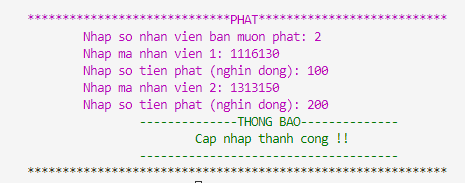 *****************************PHAT***************************
Nhap so nhan vien ban muon phat: 2
Nhap ma nhan vien 1: 1116130
Nhap so tien phat (nghin dong): 100
Nhap ma nhan vien 2: 1313150
Nhap so tien phat (nghin dong): 200
--------------THONG BAO--------------
Cap nhap thanh cong !!
-------------------------------------
************************************************************